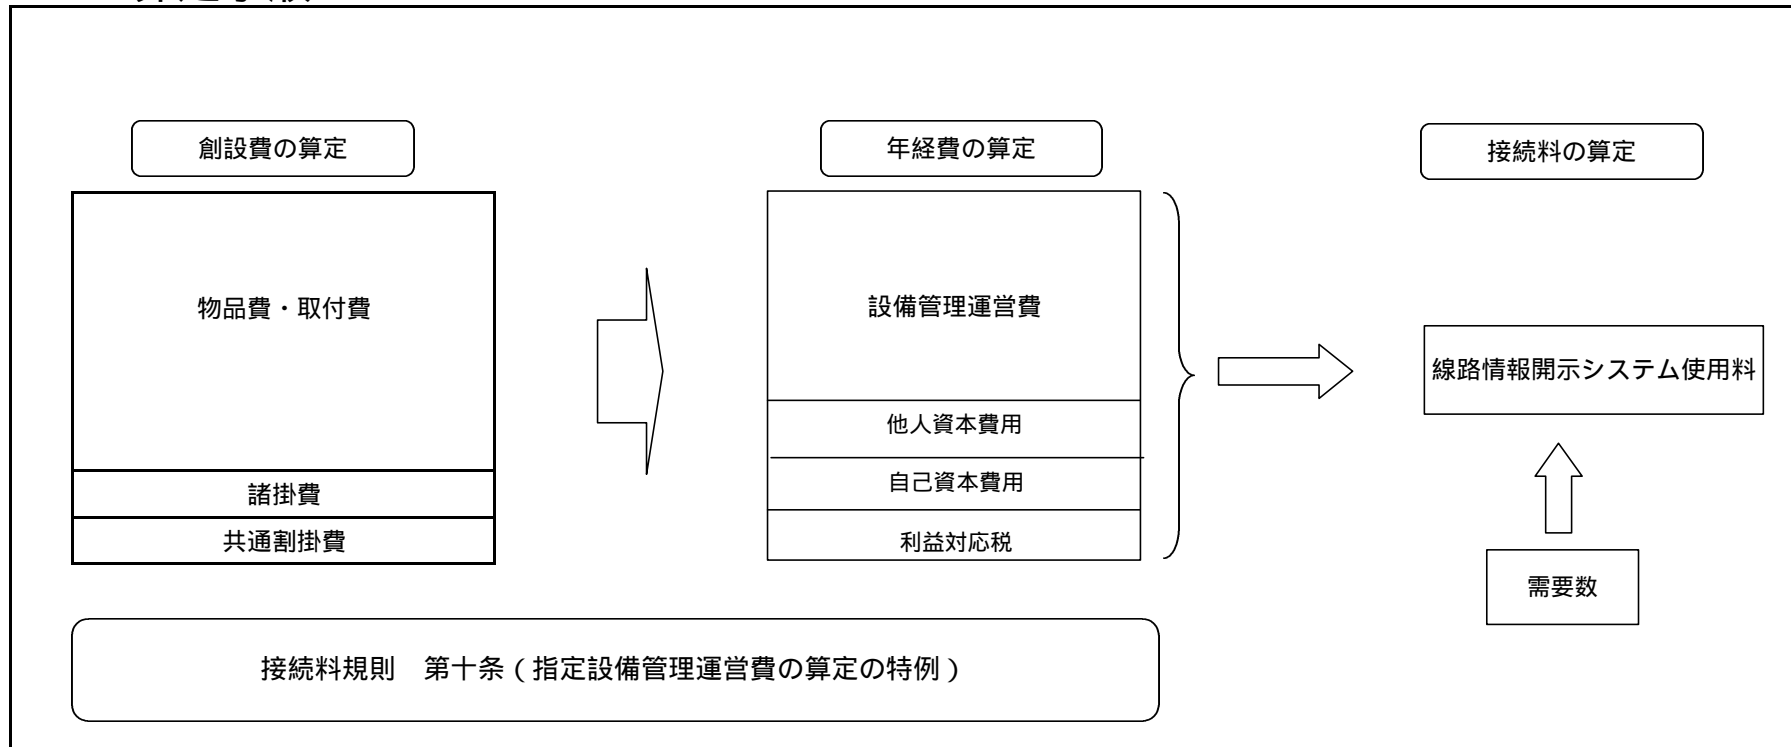 創設費の算定
年経費の算定
接続料の算定
物品費・取付費
諸掛費
共通割掛費
設備管理運営費
他人資本費用
自己資本費用
利益対応税
線路情報開示システム使用料
需要数
接続料規則　第十条（指定設備管理運営費の算定の特例）